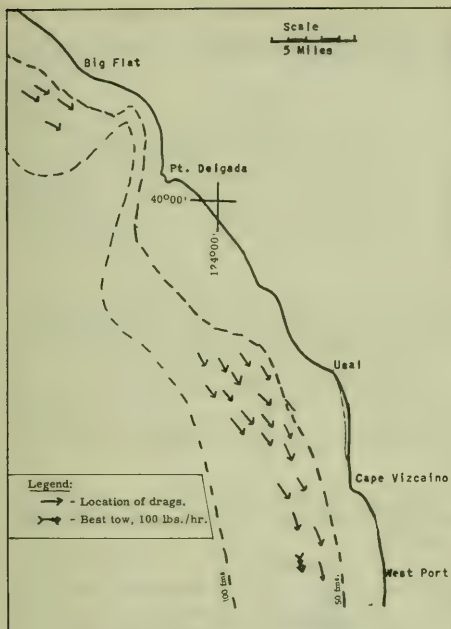 Scale
5 Miles
Big Flat
Pt. Delgada
40°00'
124°00'
Usal
Cape Vizcaino
Legend:
- Location of drags.
- Best tow, 100 lbs./hr.
West Port
100 fms.
50 fms.